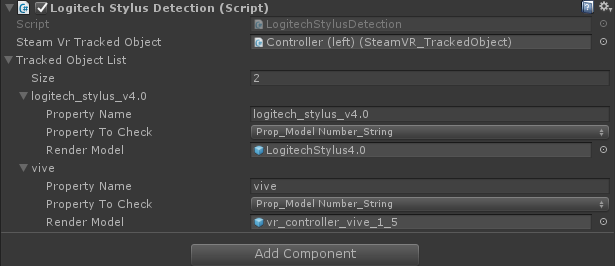 Logitech Stylus Detection (Script)
Script LogitechStylusDetection
Steam Vr Tracked Object Controller (left) (SteamVR_TrackedObject)
Tracked Object List
Size 2
logitech_stylus_v4.0
Property Name logitech_stylus_v4.0
Property To Check Prop_Model Number_String
Render Model LogitechStylus4.0
vive
Property Name vive
Property To Check Prop_Model Number_String
Render Model vr_controller_vive_1_5
Add Component